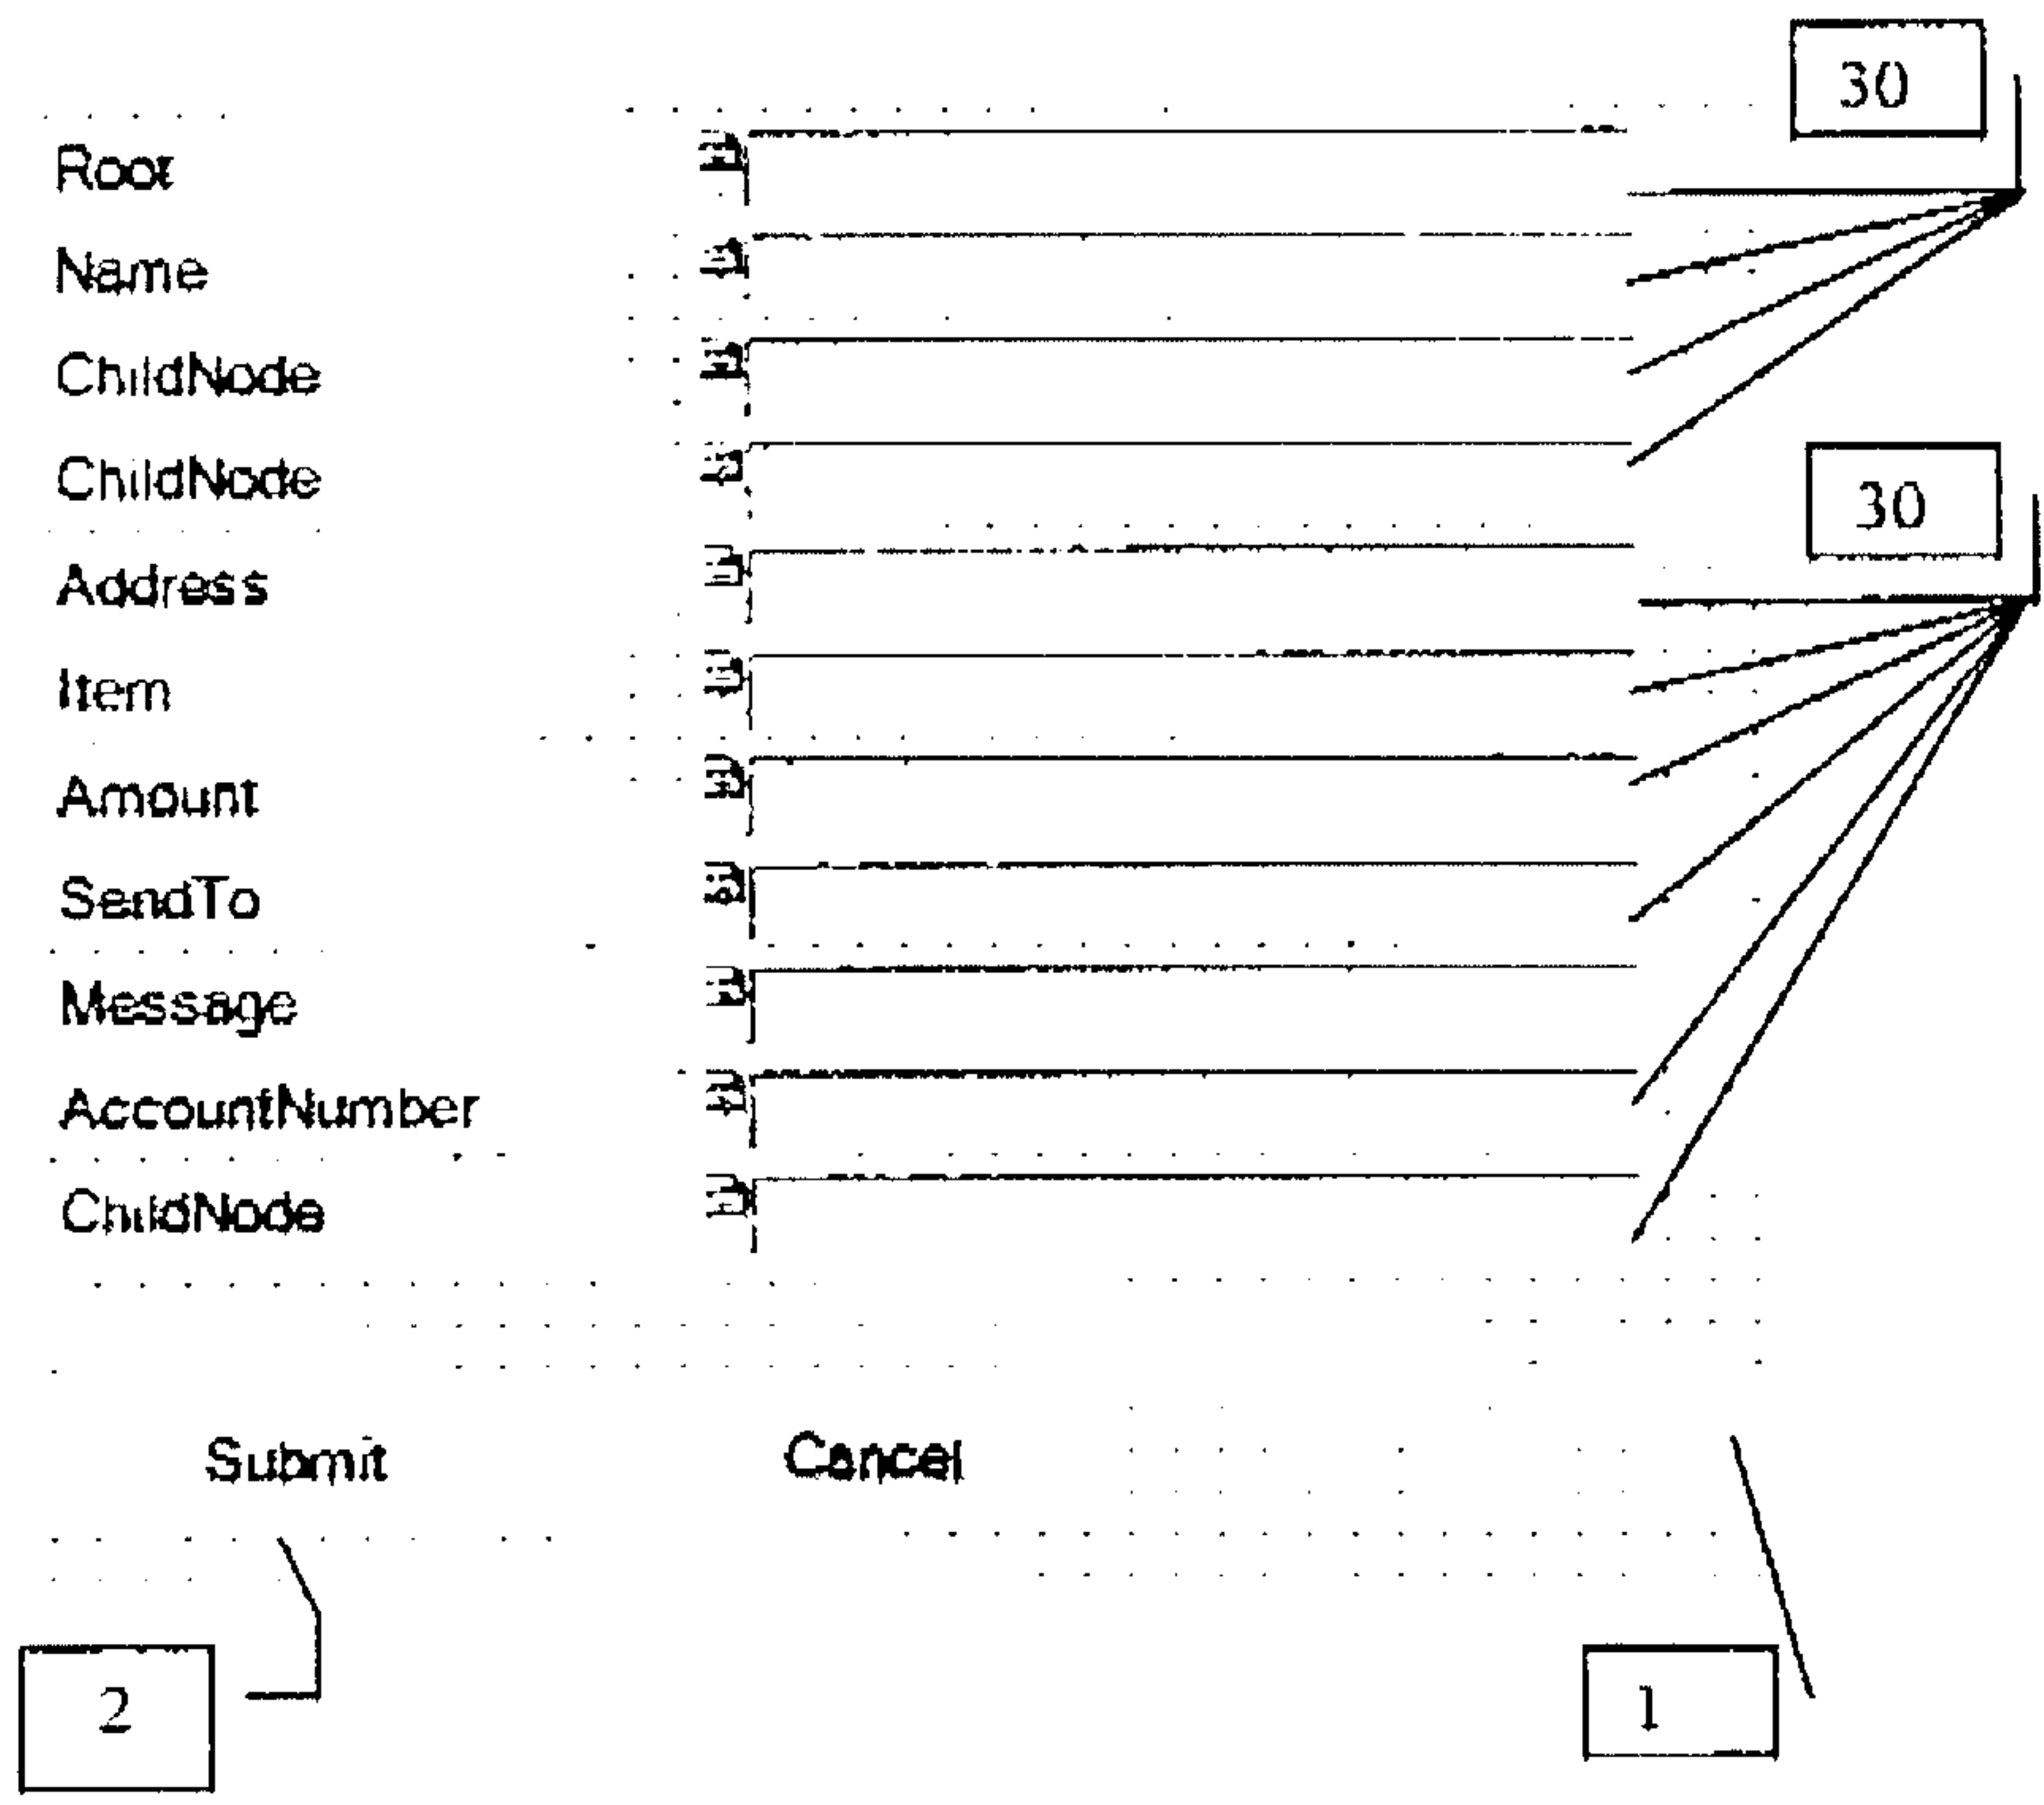 30
Root
Name
ChildNode
ChildNode
30
Address
Item
Amount
SendTo
Message
AccountNumber
ChildNode
Submit Cancel
2 1